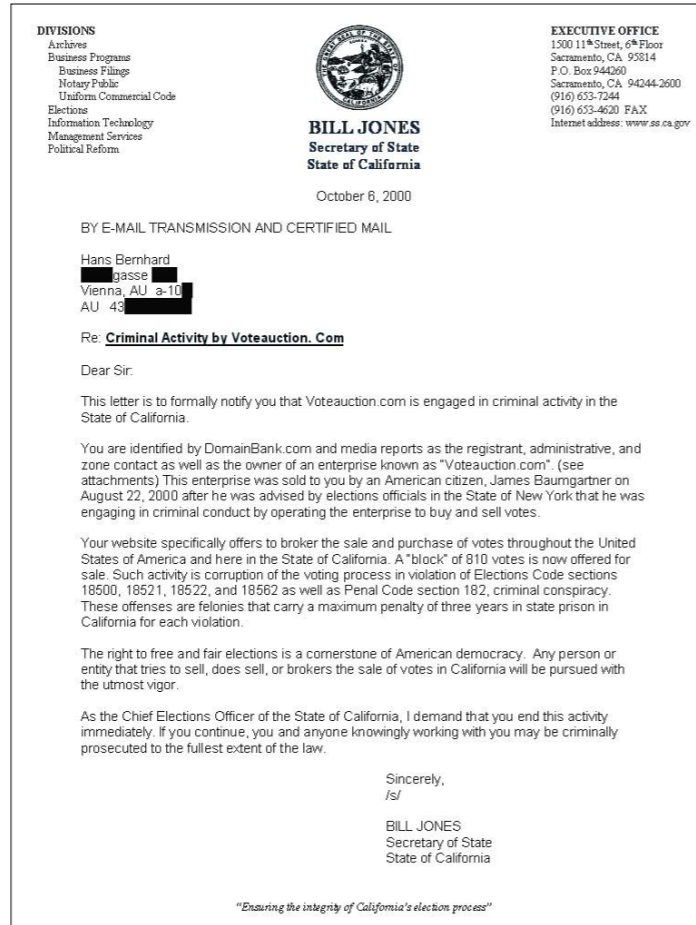 DIVISIONS
Archives
Business Programs
Business Filings
Notary Public
Uniform Commercial Code
Elections
Information Technology
Management Services
Political Reform
BILL JONES
Secretary of State
State of California
EXECUTIVE OFFICE
1500 11th Street, 6th Floor
Sacramento, CA 95814
P.O. Box 944260
Sacramento, CA 94244-2600
(916) 653-7244
(916) 653-4620 FAX
Internet address: www.ss.ca.gov
October 6, 2000
BY E-MAIL TRANSMISSION AND CERTIFIED MAIL
Hans Bernhard
gasse
Vienna, AU a-10
AU 43
Re: Criminal Activity by Voteauction. Com
Dear Sir:
This letter is to formally notify you that Voteauction.com is engaged in criminal activity in the
State of California.
You are identified by DomainBank.com and media reports as the registrant, administrative, and
zone contact as well as the owner of an enterprise known as "Voteauction.com". (see
attachments) This enterprise was sold to you by an American citizen, James Baumgartner on
August 22, 2000 after he was advised by elections officials in the State of New York that he was
engaging in criminal conduct by operating the enterprise to buy and sell votes.
Your website specifically offers to broker the sale and purchase of votes throughout the United
States of America and here in the State of California. A "block" of 810 votes is now offered for
sale. Such activity is corruption of the voting process in violation of Elections Code sections
18500, 18521, 18522, and 18562 as well as Penal Code section 182, criminal conspiracy.
These offenses are felonies that carry a maximum penalty of three years in state prison in
California for each violation.
The right to free and fair elections is a cornerstone of American democracy. Any person or
entity that tries to sell, does sell, or brokers the sale of votes in California will be pursued with
the utmost vigor.
As the Chief Elections Officer of the State of California, I demand that you end this activity
immediately. If you continue, you and anyone knowingly working with you may be criminally
prosecuted to the fullest extent of the law.
Sincerely,
/s/
BILL JONES
Secretary of State
State of California
"Ensuring the integrity of California's election process"